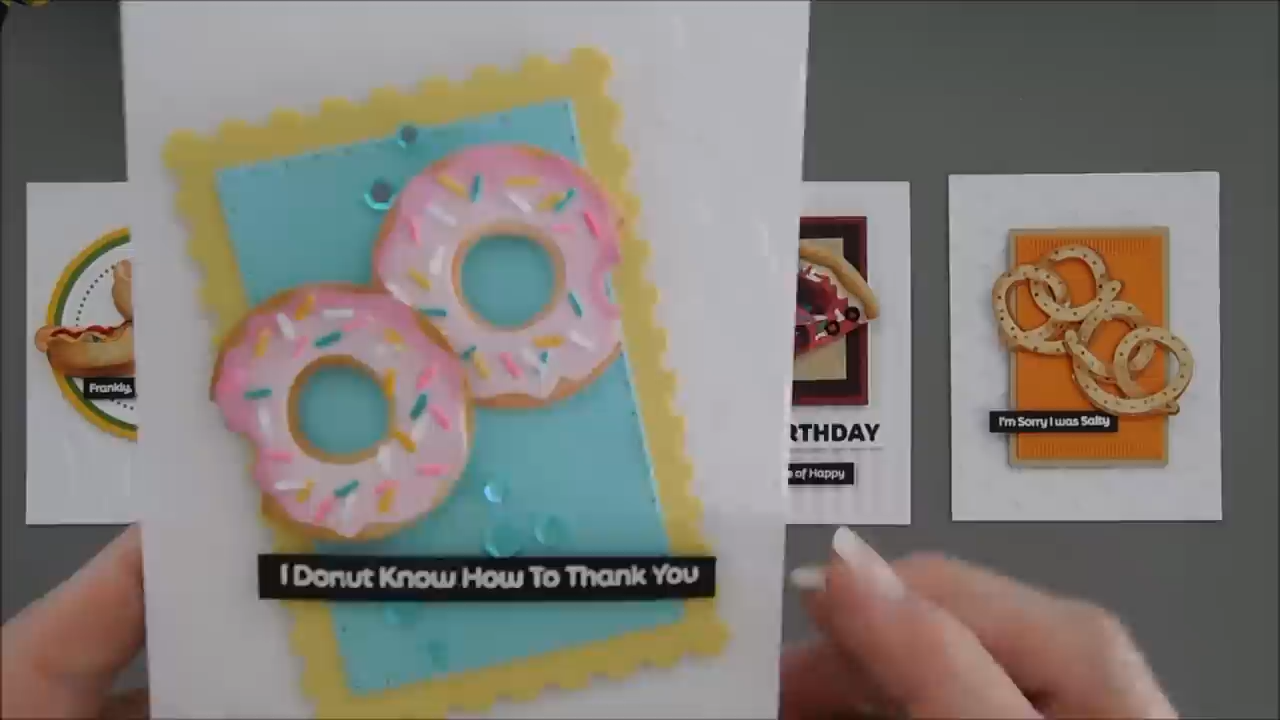 Frankly,
I Donut Know How To Thank You
RTHDAY
e of Happy
I'm Sorry I was Salty